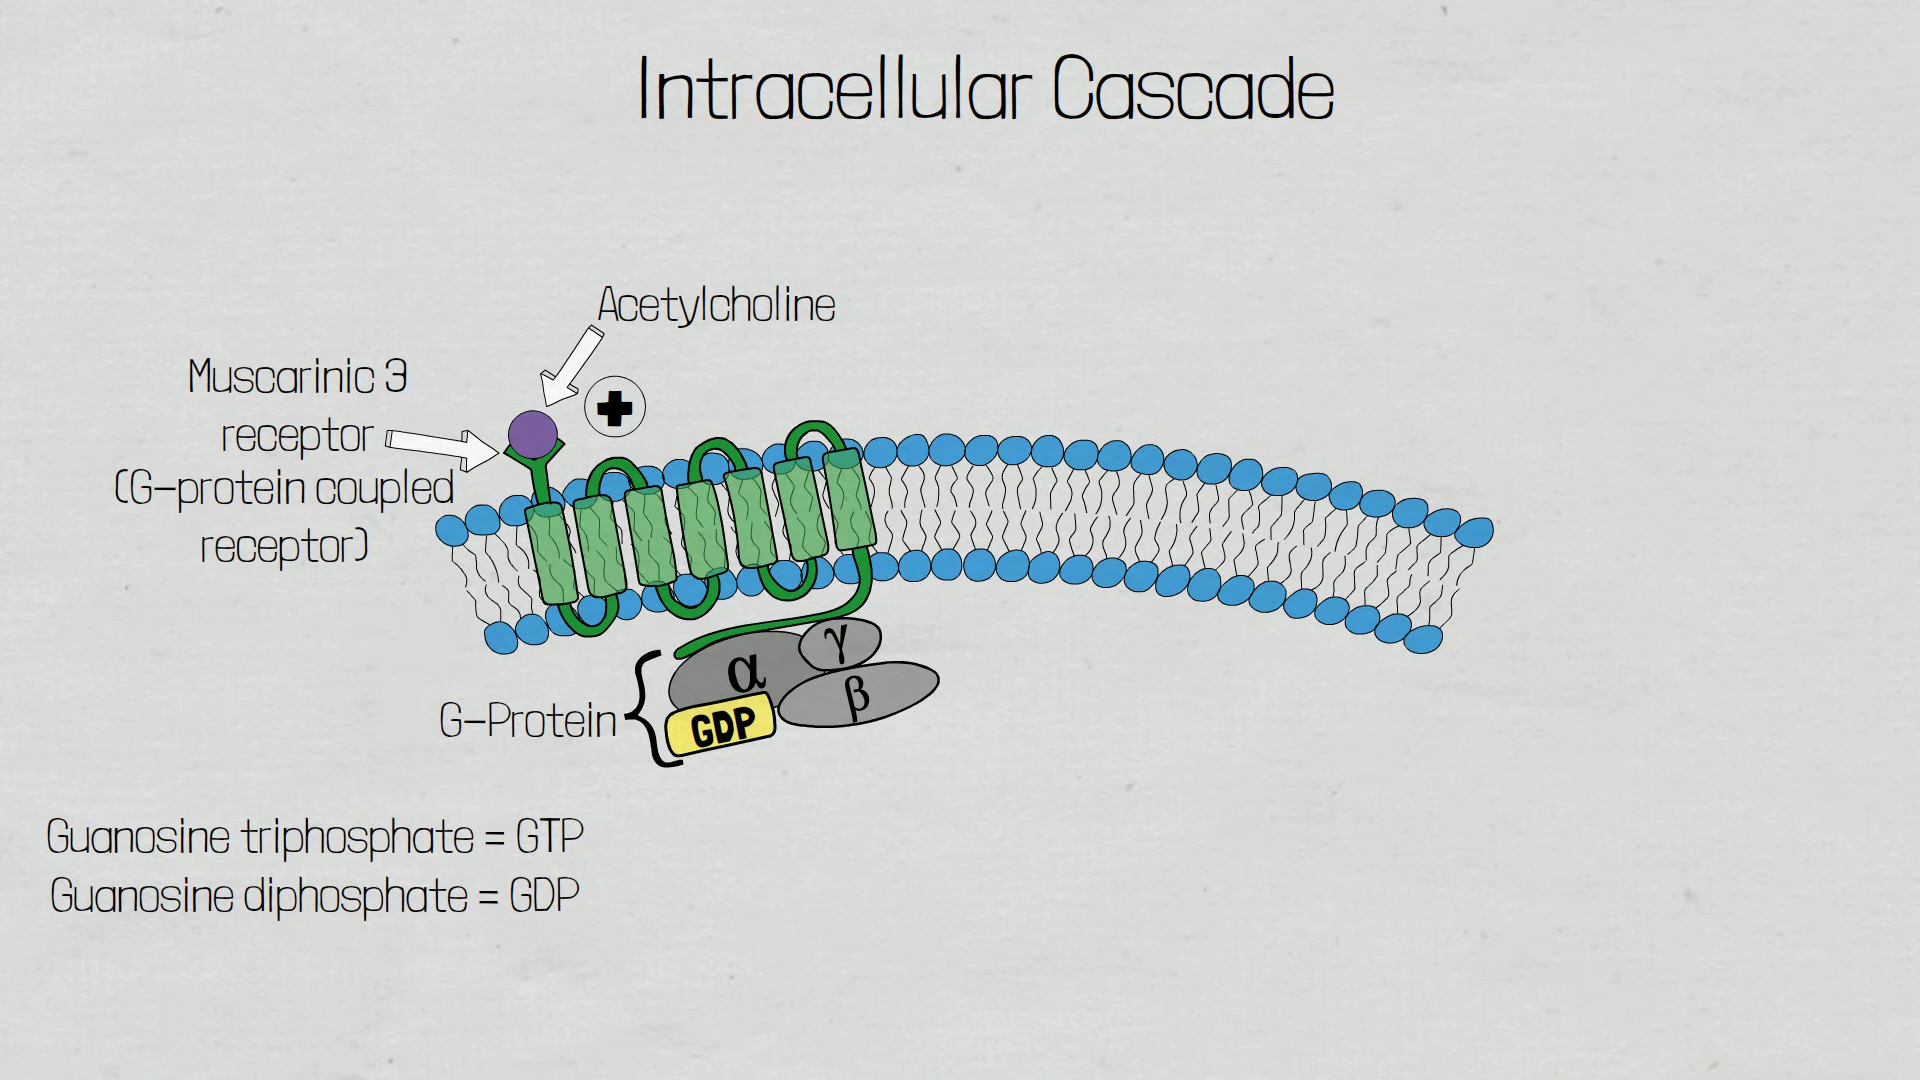 Intracellular Cascade
Acetylcholine
Muscarinic 3
receptor
(G-protein coupled
receptor)
γ
α
β
GDP
G-Protein
Guanosine triphosphate = GTP
Guanosine diphosphate = GDP